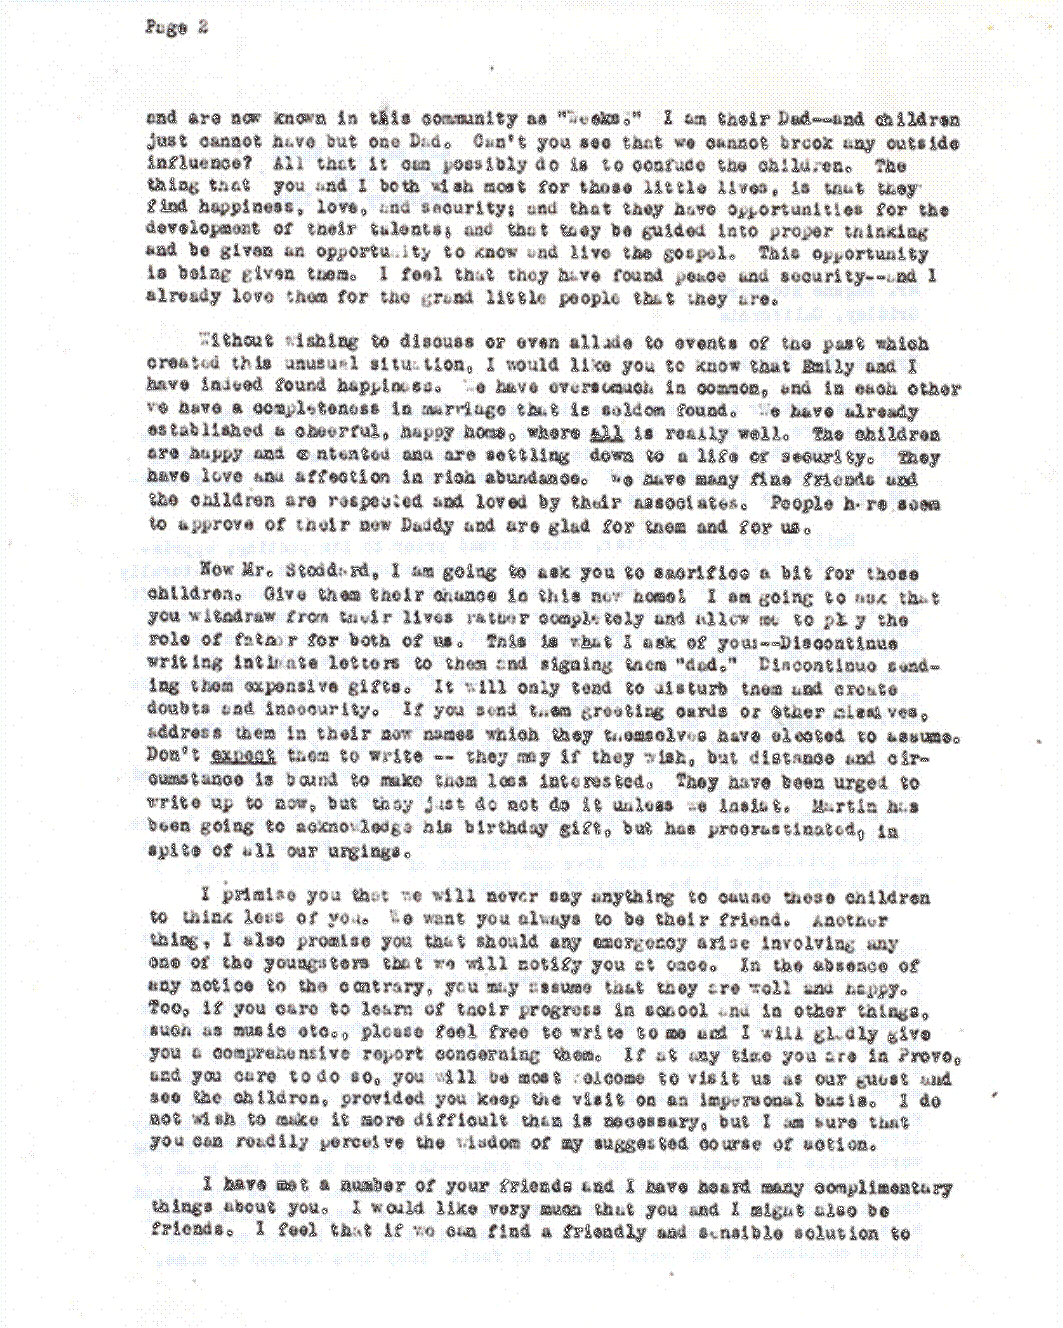 Page 2
and are now known in this community as "Weeks." I am their Dad--and children
just cannot have but one Dad. Can't you see that we cannot brook any outside
influence? All that it can possibly do is to confude the children. The
thing that you and I both wish most for those little lives, is that they
find happiness, love, and security; and that they have opportunities for the
development of their talents; and that they be guided into proper thinking
and be given an opportunity to know and live the gospel. This opportunity
is being given them. I feel that they have found peace and security--and I
already love them for the grand little people that they are.
Without wishing to discuss or even allude to events of the past which
created this unusual situation, I would like you to know that Emily and I
have indeed found happiness. We have oversomuch in common, and in each other
we have a completeness in marriage that is seldom found. We have already
established a cheerful, happy home, where all is really well. The children
are happy and contented and are settling down to a life of security. They
have love and affection in rich abundance. We have many fine friends and
the children are respected and loved by their associates. People here seem
to approve of their new Daddy and are glad for them and for us.
Now Mr. Stoddard, I am going to ask you to sacrifice a bit for those
children. Give them their chance in this new home! I am going to ask that
you witdraw from their lives rather completely and allow me to play the
role of father for both of us. This is what I ask of you:--Discontinue
writing intimate letters to them and signing them "dad." Discontinue send-
ing them expensive gifts. It will only tend to disturb them and create
doubts and insecurity. If you send them greeting cards or other missives,
address them in their new names which they themselves have elected to assume.
Don't expect them to write -- they may if they wish, but distance and cir-
cumstance is bound to make them less interested. They have been urged to
write up to now, but they just do not do it unless we insist. Martin has
been going to acknowledge his birthday gift, but has procrastinated, in
spite of all our urgings.
I primise you that we will never say anything to cause these children
to think less of you. We want you always to be their friend. Another
thing, I also promise you that should any emergency arise involving any
one of the youngsters that we will notify you at once. In the absence of
any notice to the contrary, you may assume that they are well and happy.
Too, if you care to learn of their progress in school and in other things,
such as music etc., please feel free to write to me and I will gladly give
you a comprehensive report concerning them. If at any time you are in Provo,
and you care to do so, you will be most welcome to visit us as our guest and
see the children, provided you keep the visit on an impersonal basis. I do
not wish to make it more difficult than is necessary, but I am sure that
you can readily perceive the wisdom of my suggested course of action.
I have met a number of your friends and I have heard many complimentary
things about you. I would like very much that you and I might also be
friends. I feel that if we can find a friendly and sensible solution to